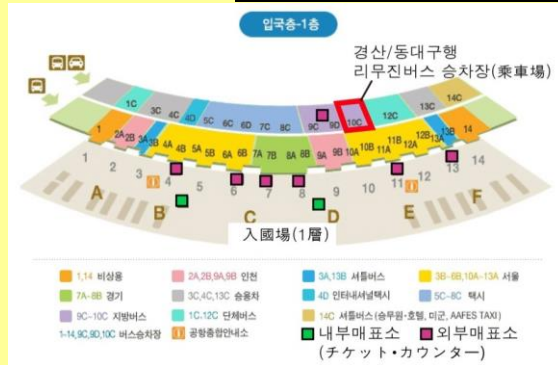 입국층-1층
경산/동대구행
리무진버스 승차장(乘車場)
1C 3C 4C 4D 5C 6C 6D 7C 8C 9C 9D 10C 12C 13C 14C
1 2A 2B 3A 3B 4A 4B 5A 5B 6A 6B 7A 7B 8A 8B 9A 9B 10A 10B 11A 11B 12A 12B 13A 13B 14
1 2 3 4 5 6 7 8 9 10 11 12 13 14
A B C D E F
入國場(1層)
1,14 비상용
2A,2B,9A,9B 인천
3A,13B 셔틀버스
3B-6B,10A-13A 서울
7A-8B 경기
3C,4C,13C 승용차
4D 인터내셔널택시
5C-8C 택시
9C-10C 지방버스
1C.12C 단체버스
14C 셔틀버스 (승무원·호텔, 미군, AAFES TAXI)
1-14,9C,9D,10C 버스승차장
공항종합안내소
내부매표소
외부매표소
(チケット・カウンター)